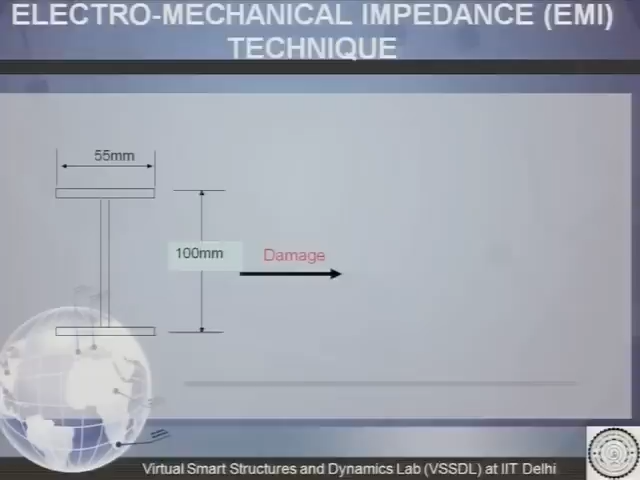 ELECTRO-MECHANICAL IMPEDANCE (EMI)
TECHNIQUE
55mm
100mm
Damage
Virtual Smart Structures and Dynamics Lab (VSSDL) at IIT Delhi